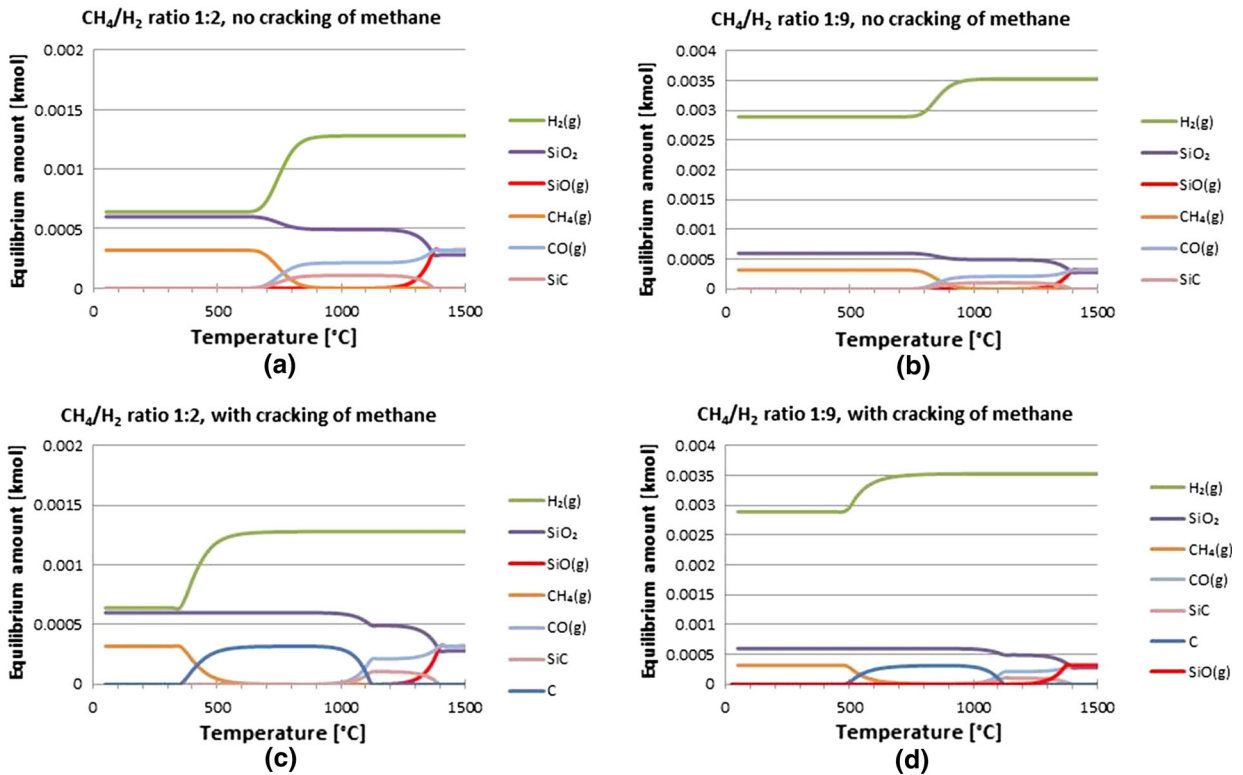 CH₄/H₂ ratio 1:2, no cracking of methane
Equilibrium amount [kmol]
0.002
0.0015
0.001
0.0005
0
0 500 1000 1500
Temperature [°C]
H₂(g)
SiO₂
SiO(g)
CH₄(g)
CO(g)
SiC
(a)
CH₄/H₂ ratio 1:9, no cracking of methane
Equilibrium amount [kmol]
0.004
0.0035
0.003
0.0025
0.002
0.0015
0.001
0.0005
0
0 500 1000 1500
Temperature [°C]
H₂(g)
SiO₂
SiO(g)
CH₄(g)
CO(g)
SiC
(b)
CH₄/H₂ ratio 1:2, with cracking of methane
Equilibrium amount [kmol]
0.002
0.0015
0.001
0.0005
0
0 500 1000 1500
Temperature [°C]
H₂(g)
SiO₂
SiO(g)
CH₄(g)
CO(g)
SiC
C
(c)
CH₄/H₂ ratio 1:9, with cracking of methane
Equilibrium amount [kmol]
0.004
0.0035
0.003
0.0025
0.002
0.0015
0.001
0.0005
0
0 500 1000 1500
Temperature [°C]
H₂(g)
SiO₂
CH₄(g)
CO(g)
SiC
C
SiO(g)
(d)